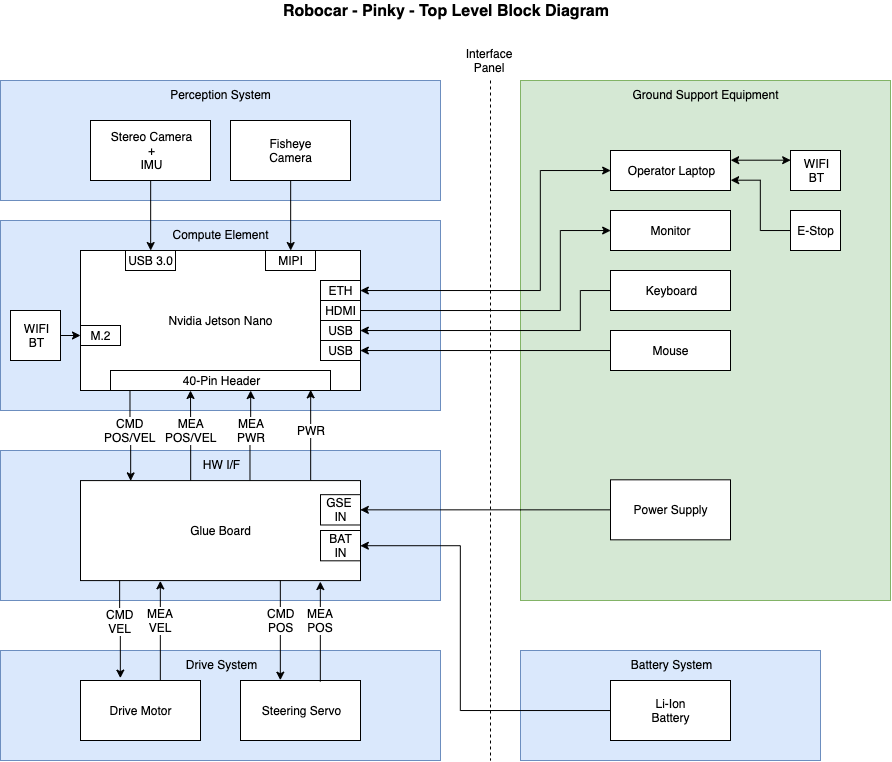 Robocar - Pinky - Top Level Block Diagram
Interface
Panel
Perception System
Stereo Camera
+
IMU
Fisheye
Camera
Ground Support Equipment
Operator Laptop
WIFI
BT
Monitor
E-Stop
Keyboard
Mouse
Power Supply
Compute Element
USB 3.0
MIPI
Nvidia Jetson Nano
ETH
HDMI
USB
USB
WIFI
BT
M.2
40-Pin Header
CMD
POS/VEL
MEA
POS/VEL
MEA
PWR
PWR
HW I/F
Glue Board
GSE
IN
BAT
IN
CMD
VEL
MEA
VEL
CMD
POS
MEA
POS
Drive System
Drive Motor
Steering Servo
Battery System
Li-Ion
Battery